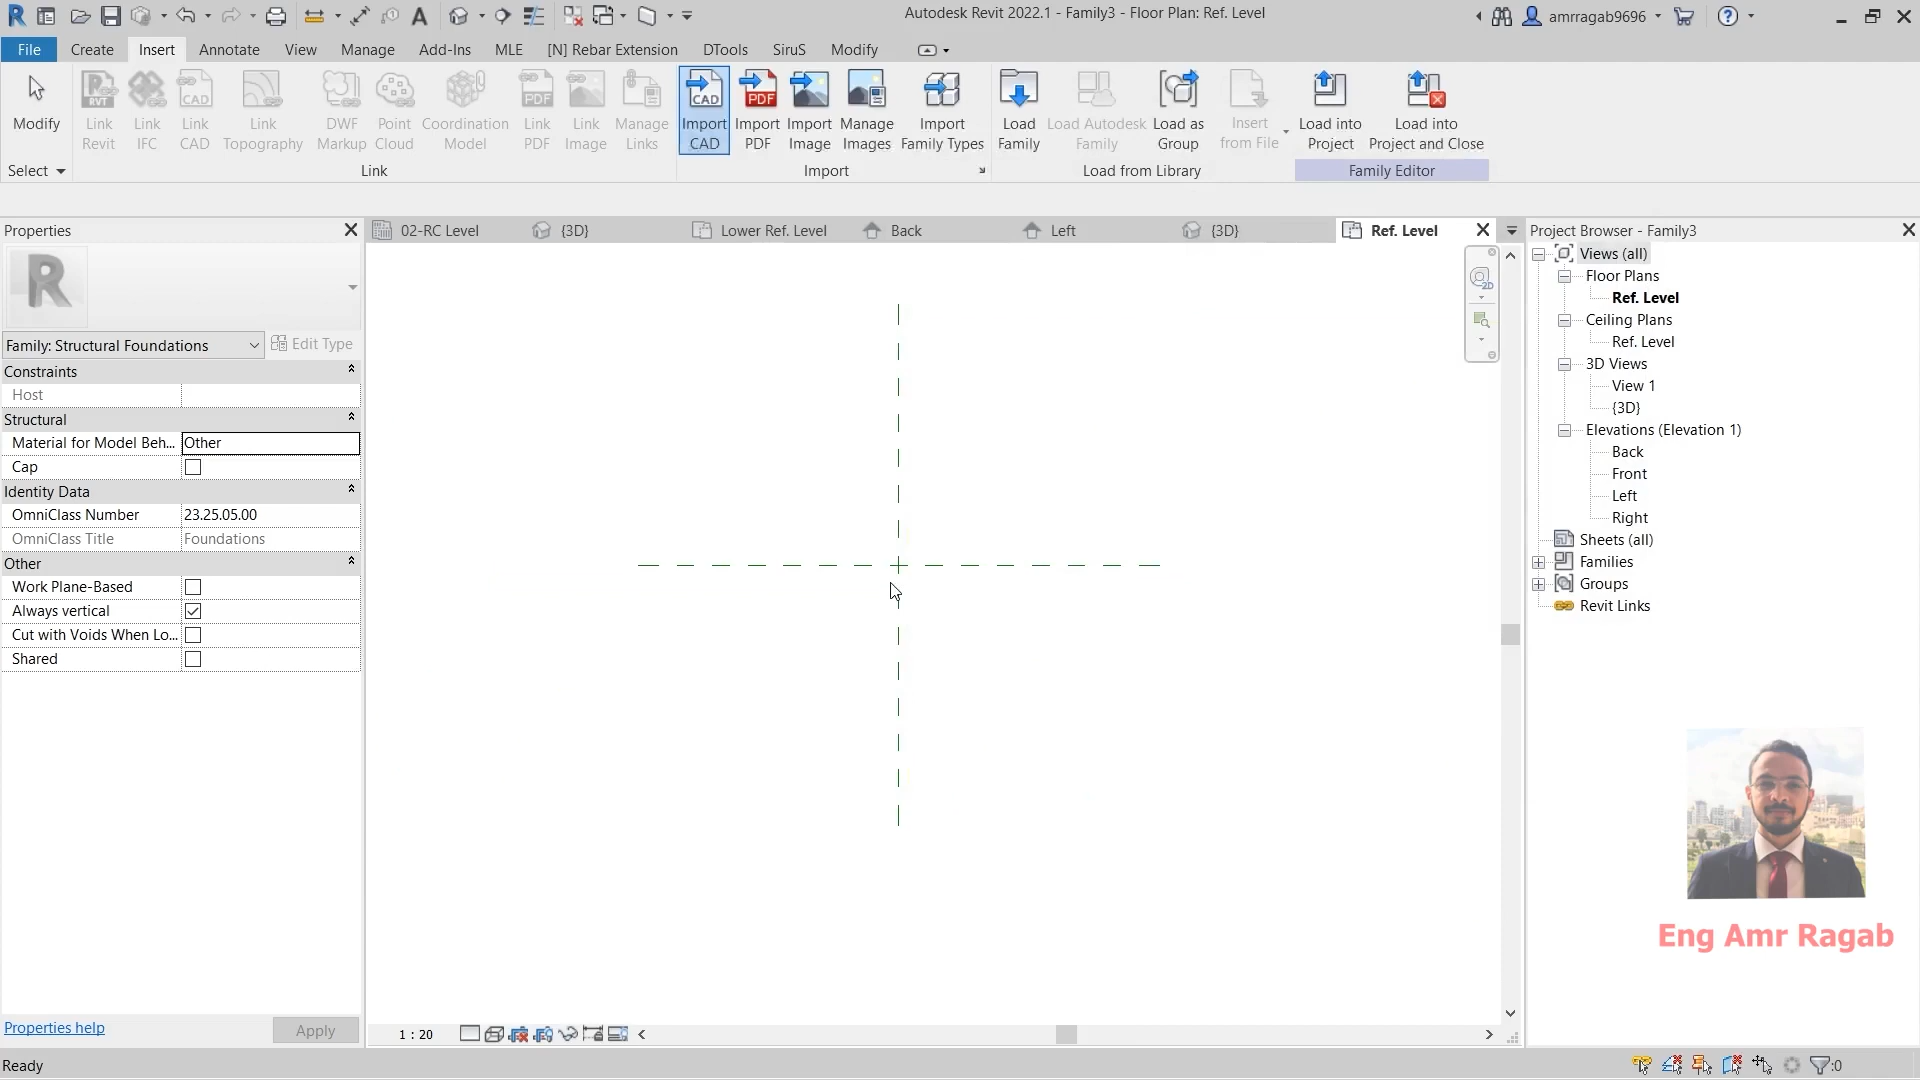 Autodesk Revit 2022.1 - Family3 - Floor Plan: Ref. Level
amrragab9696
File Create Insert Annotate View Manage Add-Ins MLE [N] Rebar Extension DTools SiruS Modify
Modify
Link Revit
Link IFC
Link CAD
Link Topography
DWF Markup
Point Cloud
Coordination Model
Link PDF
Link Image
Manage Links
Import CAD
Import PDF
Import Image
Manage Images
Import Family Types
Load Family
Load Autodesk Family
Load as Group
Insert from File
Load into Project
Load into Project and Close
Select Link Import Load from Library Family Editor
Properties
02-RC Level {3D} Lower Ref. Level Back Left {3D} Ref. Level
Project Browser - Family3
Family: Structural Foundations
Edit Type
Constraints
Host
Structural
Material for Model Beh... Other
Cap
Identity Data
OmniClass Number 23.25.05.00
OmniClass Title Foundations
Other
Work Plane-Based
Always vertical
Cut with Voids When Lo...
Shared
Properties help
Apply
2D
Views (all)
Floor Plans
Ref. Level
Ceiling Plans
Ref. Level
3D Views
View 1
{3D}
Elevations (Elevation 1)
Back
Front
Left
Right
Sheets (all)
Families
Groups
Revit Links
Eng Amr Ragab
1 : 20
Ready
:0